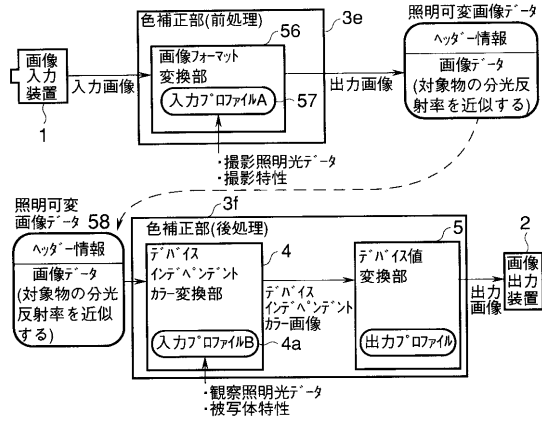 色補正部(前処理)
3e
照明可変画像ﾃﾞｰﾀ
画像
入力
装置
1
入力画像
56
画像ﾌｫｰﾏｯﾄ
変換部
入力ﾌﾟﾛﾌｧｲﾙA
57
出力画像
ﾍｯﾀﾞｰ情報
画像ﾃﾞｰﾀ
(対象物の分光反
射率を近似する)
・撮影照明光ﾃﾞｰﾀ
・撮影特性
照明可変
画像ﾃﾞｰﾀ 58
ﾍｯﾀﾞｰ情報
画像ﾃﾞｰﾀ
(対象物の分光
反射率を近似
する)
3f
色補正部(後処理)
ﾃﾞﾊﾞｲｽ
ｲﾝﾃﾞﾍﾟﾝﾃﾞﾝﾄ
ｶﾗｰ変換部
4
入力ﾌﾟﾛﾌｧｲﾙB
4a
ﾃﾞﾊﾞｲｽ
ｲﾝﾃﾞﾍﾟﾝﾃﾞﾝﾄ
ｶﾗｰ画像
5
ﾃﾞﾊﾞｲｽ値
変換部
出力ﾌﾟﾛﾌｧｲﾙ
出力
画像
2
画像
出力
装置
・観察照明光ﾃﾞｰﾀ
・被写体特性